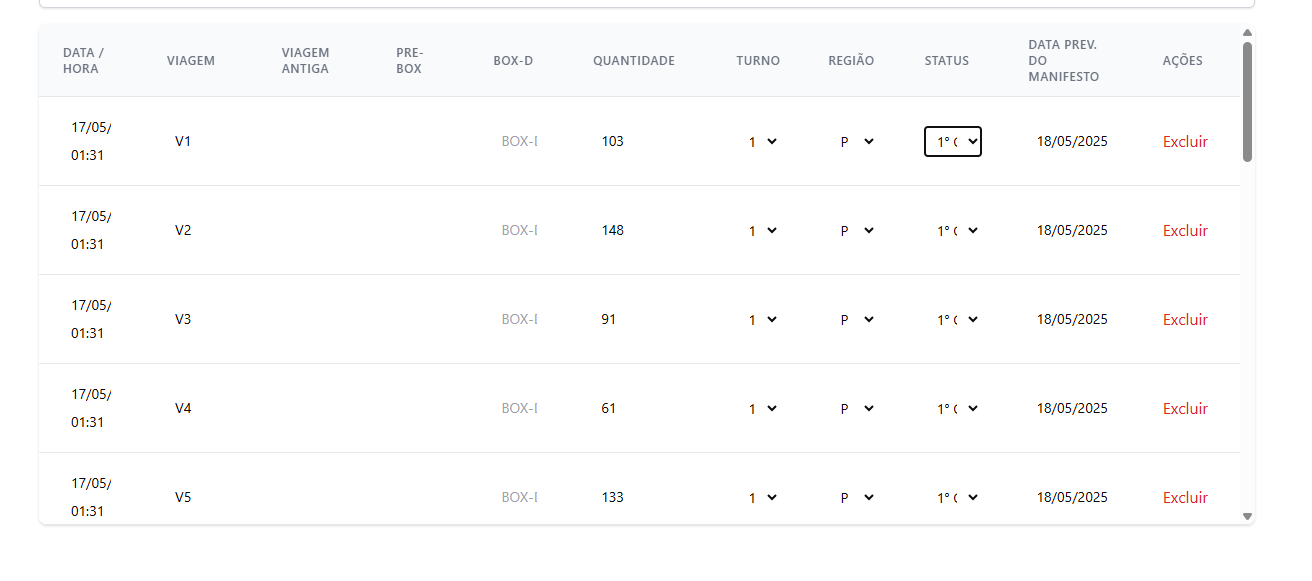 DATA / HORA VIAGEM VIAGEM ANTIGA PRE-BOX BOX-D QUANTIDADE TURNO REGIÃO STATUS DATA PREV. DO MANIFESTO AÇÕES
17/05/ 01:31 V1 BOX-D 103 1 P 1° 18/05/2025 Excluir
17/05/ 01:31 V2 BOX-D 148 1 P 1° 18/05/2025 Excluir
17/05/ 01:31 V3 BOX-D 91 1 P 1° 18/05/2025 Excluir
17/05/ 01:31 V4 BOX-D 61 1 P 1° 18/05/2025 Excluir
17/05/ 01:31 V5 BOX-D 133 1 P 1° 18/05/2025 Excluir